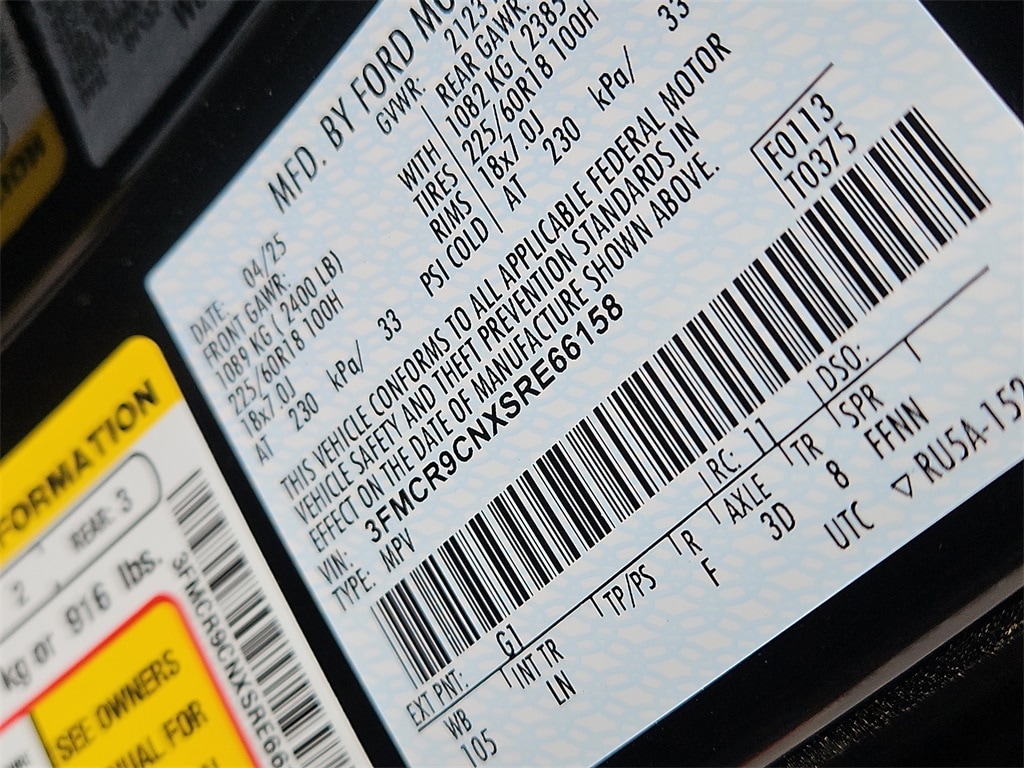 MFD. BY FORD
DATE: 04/25
GVWR:
FRONT GAWR:
1089 KG ( 2400 LB)
225/60R18 100H
18x7.0J
AT 230 kPa/ 33
WITH
TIRES
RIMS
PSI COLD
REAR GAWR:
1082 KG ( 2385
225/60R18 100H
18x7.0J
AT 230 kPa/ 33
THIS VEHICLE CONFORMS TO ALL APPLICABLE FEDERAL MOTOR
VEHICLE SAFETY AND THEFT PREVENTION STANDARDS IN
EFFECT ON THE DATE OF MANUFACTURE SHOWN ABOVE.
VIN: 3FMCR9CNXSRE66158
TYPE: MPV
F0113
T0375
EXT PNT: G1 RC: 11 DSO:
WB INT TR TP/PS R AXLE TR SPR
105 LN F 3D 8 FFNN
UTC
▽ RU5A-152
FORMATION
2 REAR: 3
kg or 916 lbs.
SEE OWNERS
FOR
3FMCR9CNXSRE66